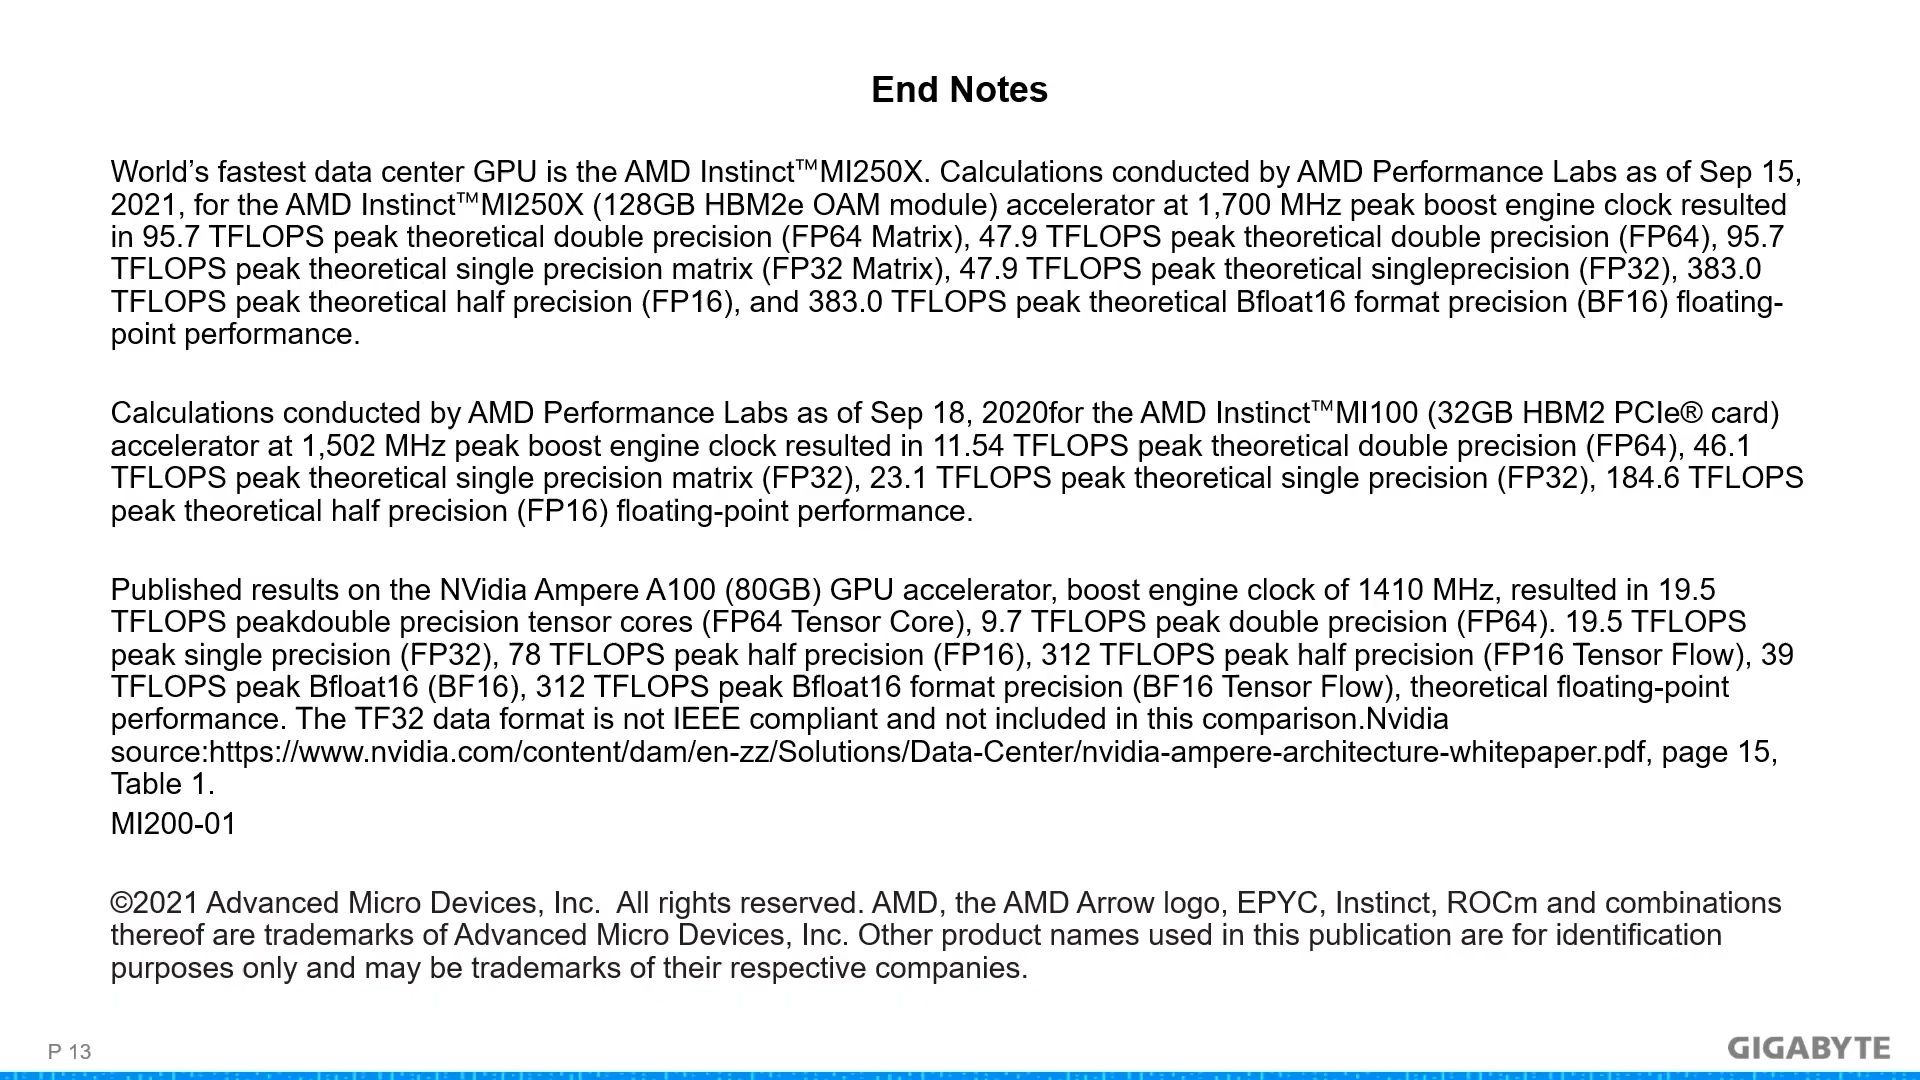 End Notes
World’s fastest data center GPU is the AMD Instinct™MI250X. Calculations conducted by AMD Performance Labs as of Sep 15,
2021, for the AMD Instinct™MI250X (128GB HBM2e OAM module) accelerator at 1,700 MHz peak boost engine clock resulted
in 95.7 TFLOPS peak theoretical double precision (FP64 Matrix), 47.9 TFLOPS peak theoretical double precision (FP64), 95.7
TFLOPS peak theoretical single precision matrix (FP32 Matrix), 47.9 TFLOPS peak theoretical singleprecision (FP32), 383.0
TFLOPS peak theoretical half precision (FP16), and 383.0 TFLOPS peak theoretical Bfloat16 format precision (BF16) floating-
point performance.
Calculations conducted by AMD Performance Labs as of Sep 18, 2020for the AMD Instinct™MI100 (32GB HBM2 PCIe® card)
accelerator at 1,502 MHz peak boost engine clock resulted in 11.54 TFLOPS peak theoretical double precision (FP64), 46.1
TFLOPS peak theoretical single precision matrix (FP32), 23.1 TFLOPS peak theoretical single precision (FP32), 184.6 TFLOPS
peak theoretical half precision (FP16) floating-point performance.
Published results on the NVidia Ampere A100 (80GB) GPU accelerator, boost engine clock of 1410 MHz, resulted in 19.5
TFLOPS peakdouble precision tensor cores (FP64 Tensor Core), 9.7 TFLOPS peak double precision (FP64). 19.5 TFLOPS
peak single precision (FP32), 78 TFLOPS peak half precision (FP16), 312 TFLOPS peak half precision (FP16 Tensor Flow), 39
TFLOPS peak Bfloat16 (BF16), 312 TFLOPS peak Bfloat16 format precision (BF16 Tensor Flow), theoretical floating-point
performance. The TF32 data format is not IEEE compliant and not included in this comparison.Nvidia
source:https://www.nvidia.com/content/dam/en-zz/Solutions/Data-Center/nvidia-ampere-architecture-whitepaper.pdf, page 15,
Table 1.
MI200-01
©2021 Advanced Micro Devices, Inc.  All rights reserved. AMD, the AMD Arrow logo, EPYC, Instinct, ROCm and combinations
thereof are trademarks of Advanced Micro Devices, Inc. Other product names used in this publication are for identification
purposes only and may be trademarks of their respective companies.
P 13
GIGABYTE